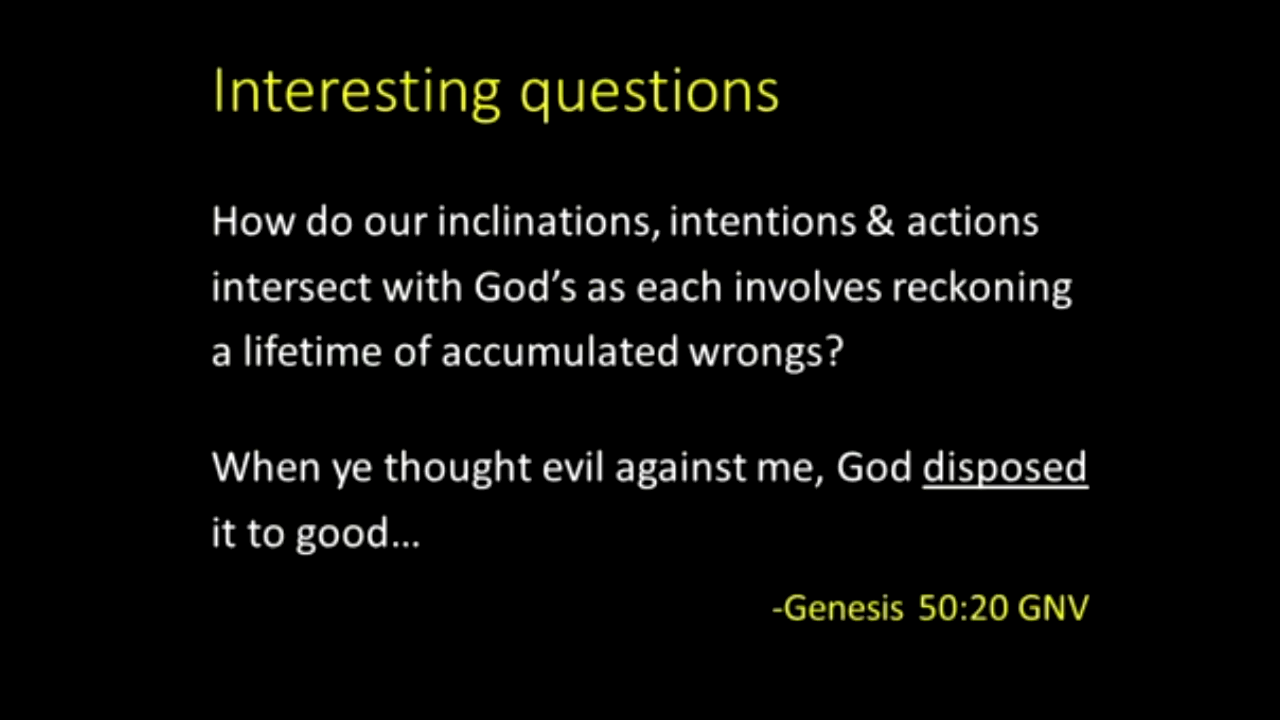 Interesting questions
How do our inclinations, intentions & actions
intersect with God’s as each involves reckoning
a lifetime of accumulated wrongs?
When ye thought evil against me, God disposed
it to good...
-Genesis 50:20 GNV